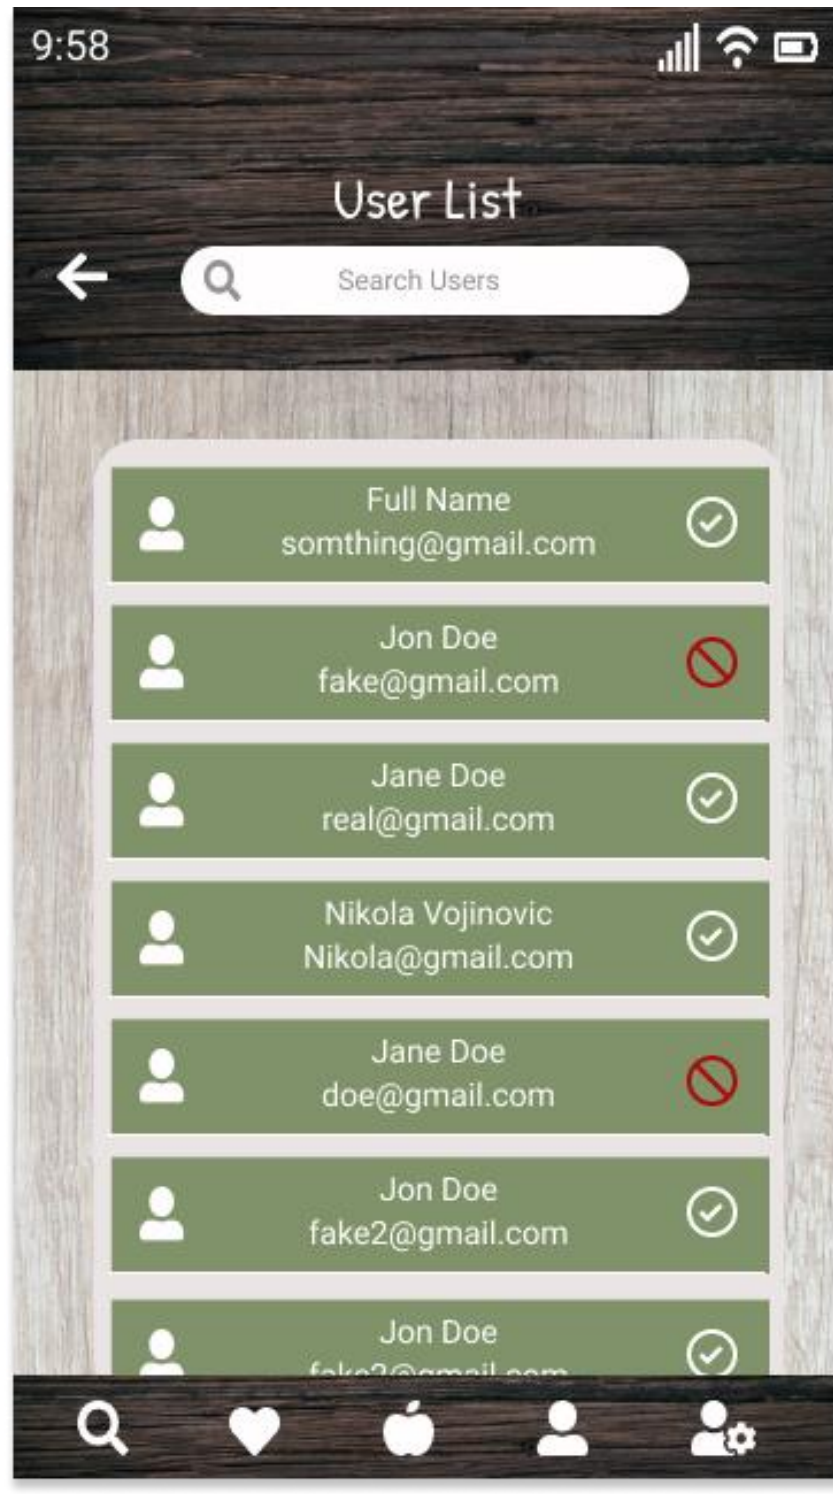 9:58
User List
Search Users
Full Name
somthing@gmail.com
Jon Doe
fake@gmail.com
Jane Doe
real@gmail.com
Nikola Vojinovic
Nikola@gmail.com
Jane Doe
doe@gmail.com
Jon Doe
fake2@gmail.com
Jon Doe